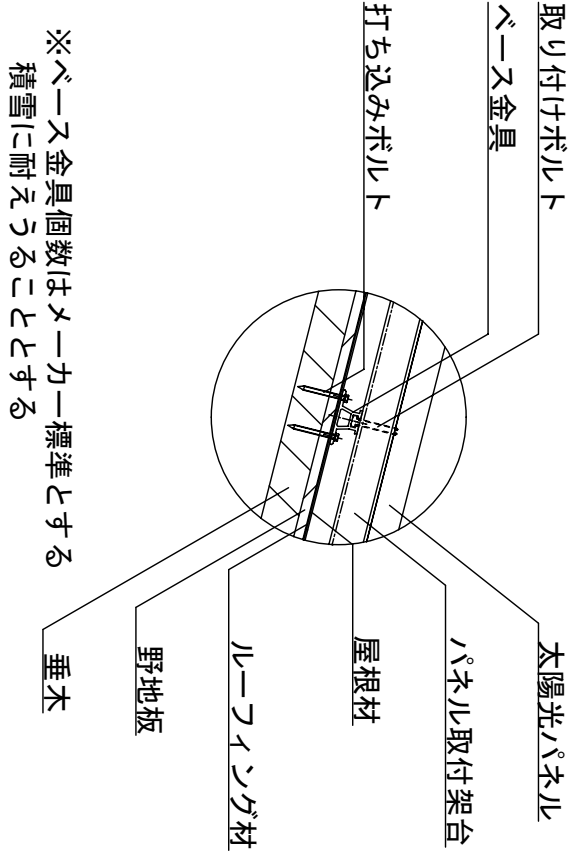 取り付けボルト
ベース金具
打ち込みボルト
太陽光パネル
パネル取付架台
屋根材
ルーフィング材
野地板
垂木
※ベース金具個数はメーカー標準とする
積雪に耐えうることとする